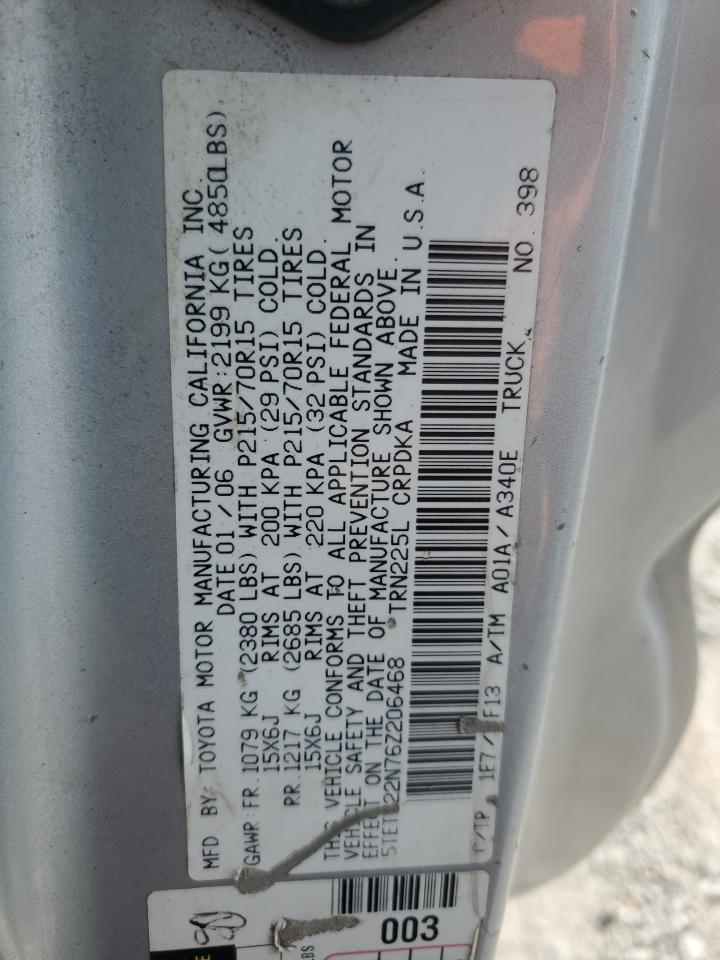 MFD BY: TOYOTA MOTOR MANUFACTURING CALIFORNIA INC.
DATE 01 / 06 GVWR: 2199 KG ( 4850LBS).
GAWR: FR. 1079 KG (2380 LBS) WITH P215/70R15 TIRES
15X6J RIMS AT 200 KPA (29 PSI) COLD.
RR. 1217 KG (2685 LBS) WITH P215/70R15 TIRES
15X6J RIMS AT 220 KPA (32 PSI) COLD.
VEHICLE CONFORMS TO ALL APPLICABLE FEDERAL MOTOR
VEHICLE SAFETY AND THEFT PREVENTION STANDARDS IN
EFFECT ON THE DATE OF MANUFACTURE SHOWN ABOVE.
22N76Z206468 TRN225L CRPDKA MADE IN U.S.A.
C/TR 1E7/ F13 A/TM A01A/A340E TRUCK NO 398
003
LBS